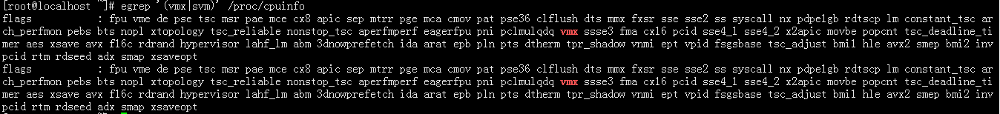 [root@localhost ~]# egrep '(vmx|svm)' /proc/cpuinfo
flags           : fpu vme de pse tsc msr pae mce cx8 apic sep mtrr pge mca cmov pat pse36 clflush dts mmx fxsr sse sse2 ss syscall nx pdpe1gb rdtscp lm constant_tsc ar
ch_perfmon pebs bts nopl xtopology tsc_reliable nonstop_tsc aperfmperf eagerfpu pni pclmulqdq vmx ssse3 fma cx16 pcid sse4_1 sse4_2 x2apic movbe popcnt tsc_deadline_ti
mer aes xsave avx f16c rdrand hypervisor lahf_lm abm 3dnowprefetch ida arat epb pln pts dtherm tpr_shadow vnmi ept vpid fsgsbase tsc_adjust bmi1 hle avx2 smep bmi2 inv
pcid rtm rdseed adx smap xsaveopt
flags           : fpu vme de pse tsc msr pae mce cx8 apic sep mtrr pge mca cmov pat pse36 clflush dts mmx fxsr sse sse2 ss syscall nx pdpe1gb rdtscp lm constant_tsc ar
ch_perfmon pebs bts nopl xtopology tsc_reliable nonstop_tsc aperfmperf eagerfpu pni pclmulqdq vmx ssse3 fma cx16 pcid sse4_1 sse4_2 x2apic movbe popcnt tsc_deadline_ti
mer aes xsave avx f16c rdrand hypervisor lahf_lm abm 3dnowprefetch ida arat epb pln pts dtherm tpr_shadow vnmi ept vpid fsgsbase tsc_adjust bmi1 hle avx2 smep bmi2 inv
pcid rtm rdseed adx smap xsaveopt